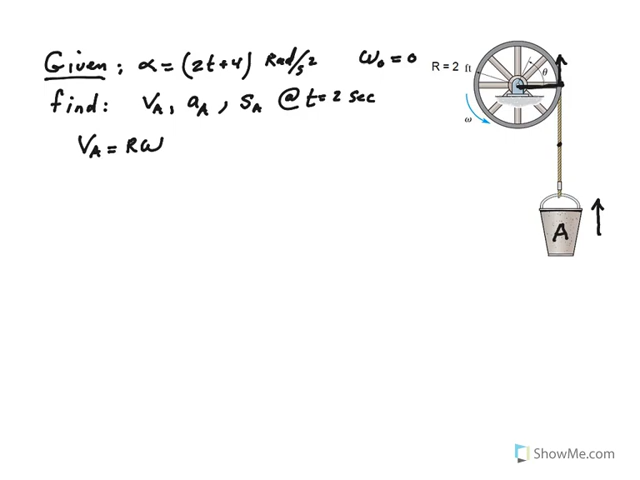 Given; α = (2t+4) Rad/s² ω₀ = 0
find: V_A, a_A, S_A @ t=2 sec
V_A = Rω
R = 2 ft
θ
ω
A
ShowMe.com